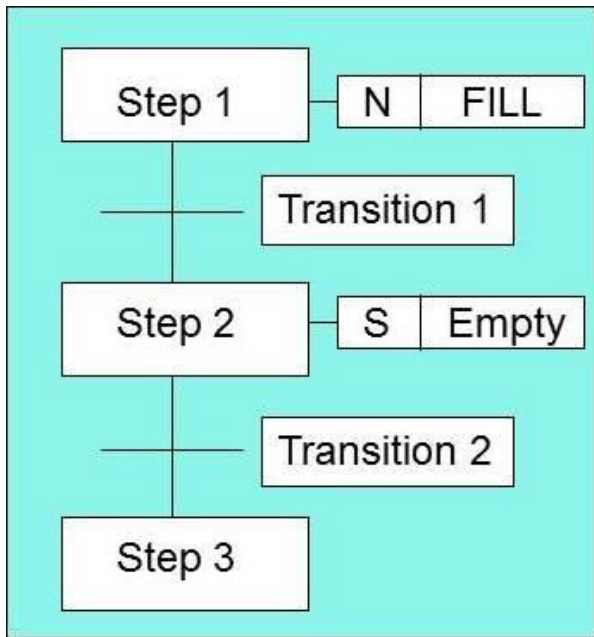 Step 1 N FILL
Transition 1
Step 2 S Empty
Transition 2
Step 3